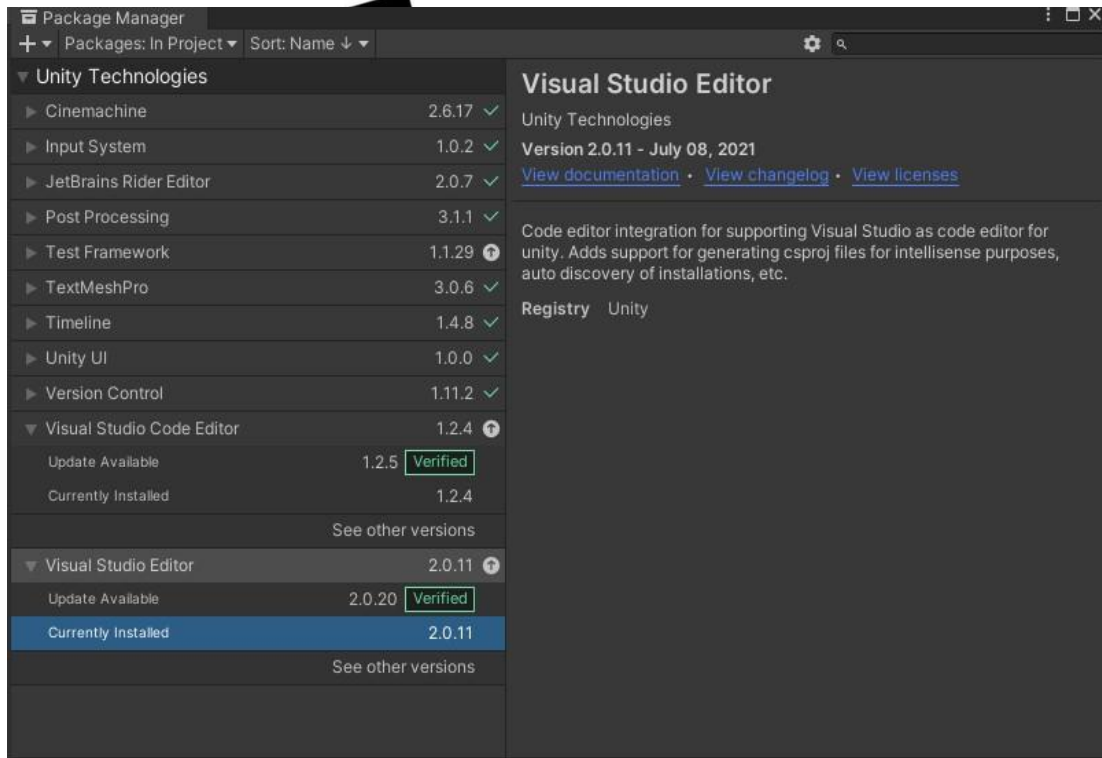 Package Manager
Packages: In Project Sort: Name ↓
Unity Technologies
Cinemachine 2.6.17
Input System 1.0.2
JetBrains Rider Editor 2.0.7
Post Processing 3.1.1
Test Framework 1.1.29
TextMeshPro 3.0.6
Timeline 1.4.8
Unity UI 1.0.0
Version Control 1.11.2
Visual Studio Code Editor 1.2.4
Update Available 1.2.5 Verified
Currently Installed 1.2.4
See other versions
Visual Studio Editor 2.0.11
Update Available 2.0.20 Verified
Currently Installed 2.0.11
See other versions
Visual Studio Editor
Unity Technologies
Version 2.0.11 - July 08, 2021
View documentation • View changelog • View licenses
Code editor integration for supporting Visual Studio as code editor for
unity. Adds support for generating csproj files for intellisense purposes,
auto discovery of installations, etc.
Registry Unity